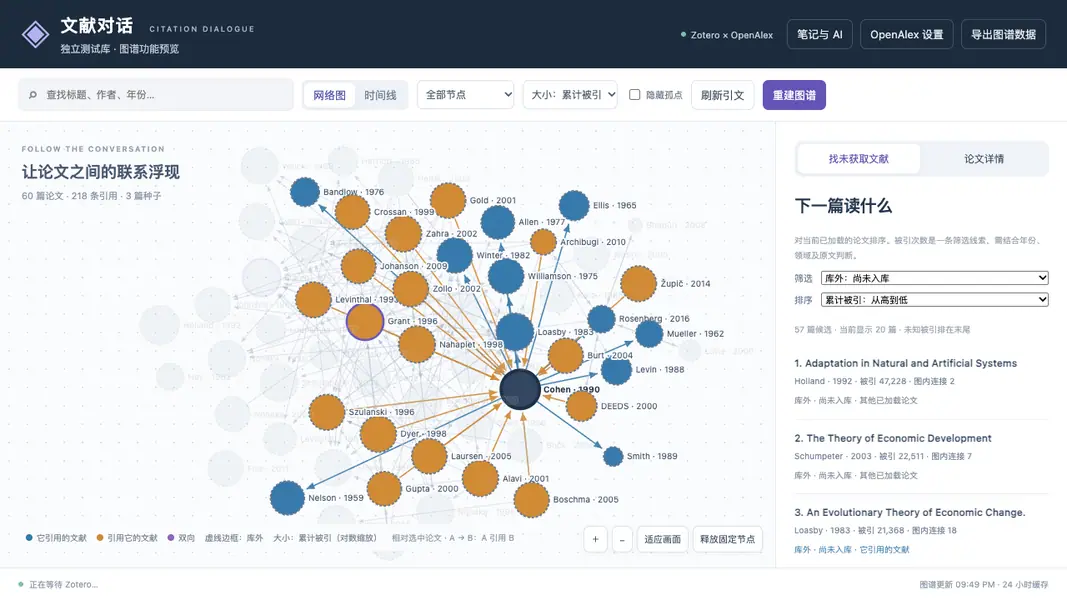 文献对话 CITATION DIALOGUE
独立测试库 · 图谱功能预览
Zotero × OpenAlex
笔记与 AI
OpenAlex 设置
导出图谱数据
查找标题、作者、年份...
网络图
时间线
全部节点
大小：累计被引
隐藏孤点
刷新引文
重建图谱
FOLLOW THE CONVERSATION
让论文之间的联系浮现
60 篇论文 · 218 条引用 · 3 篇种子
Bandlow · 1976
Crossan · 1999
Gold · 2001
Allen · 1977
Ellis · 1965
Zahra · 2002
Winter · 1982
Archibugi · 2010
Johanson · 2009
Williamson · 1975
Zollo · 2002
Župič · 2014
Levinthal · 1993
Grant · 1996
Loasby · 1983
Rosenberg · 2016
Mueller · 1962
Nahapiet · 1998
Burt · 2004
Levin · 1988
Cohen · 1990
DEEDS · 2000
Szulanski · 1996
Dyer · 1998
Laursen · 2005
Smith · 1989
Alavi · 2001
Gupta · 2000
Nelson · 1959
Boschma · 2005
它引用的文献
引用它的文献
双向
虚线边框：库外
大小：累计被引（对数缩放）
相对选中论文 · A → B：A 引用 B
+
−
适应画面
释放固定节点
找未获取文献
论文详情
下一篇读什么
对当前已加载的论文排序。被引次数是一条筛选线索，需结合年份、
领域及原文判断。
筛选 库外：尚未入库
排序 累计被引：从高到低
57 篇候选 · 当前显示 20 篇 · 未知被引排在末尾
1. Adaptation in Natural and Artificial Systems
Holland · 1992 · 被引 47,228 · 图内连接 2
库外 · 尚未入库 · 其他已加载论文
2. The Theory of Economic Development
Schumpeter · 2003 · 被引 22,511 · 图内连接 7
库外 · 尚未入库 · 其他已加载论文
3. An Evolutionary Theory of Economic Change.
Loasby · 1983 · 被引 21,368 · 图内连接 18
库外 · 尚未入库 · 它引用的文献
正在等待 Zotero...
图谱更新 09:49 PM · 24 小时缓存